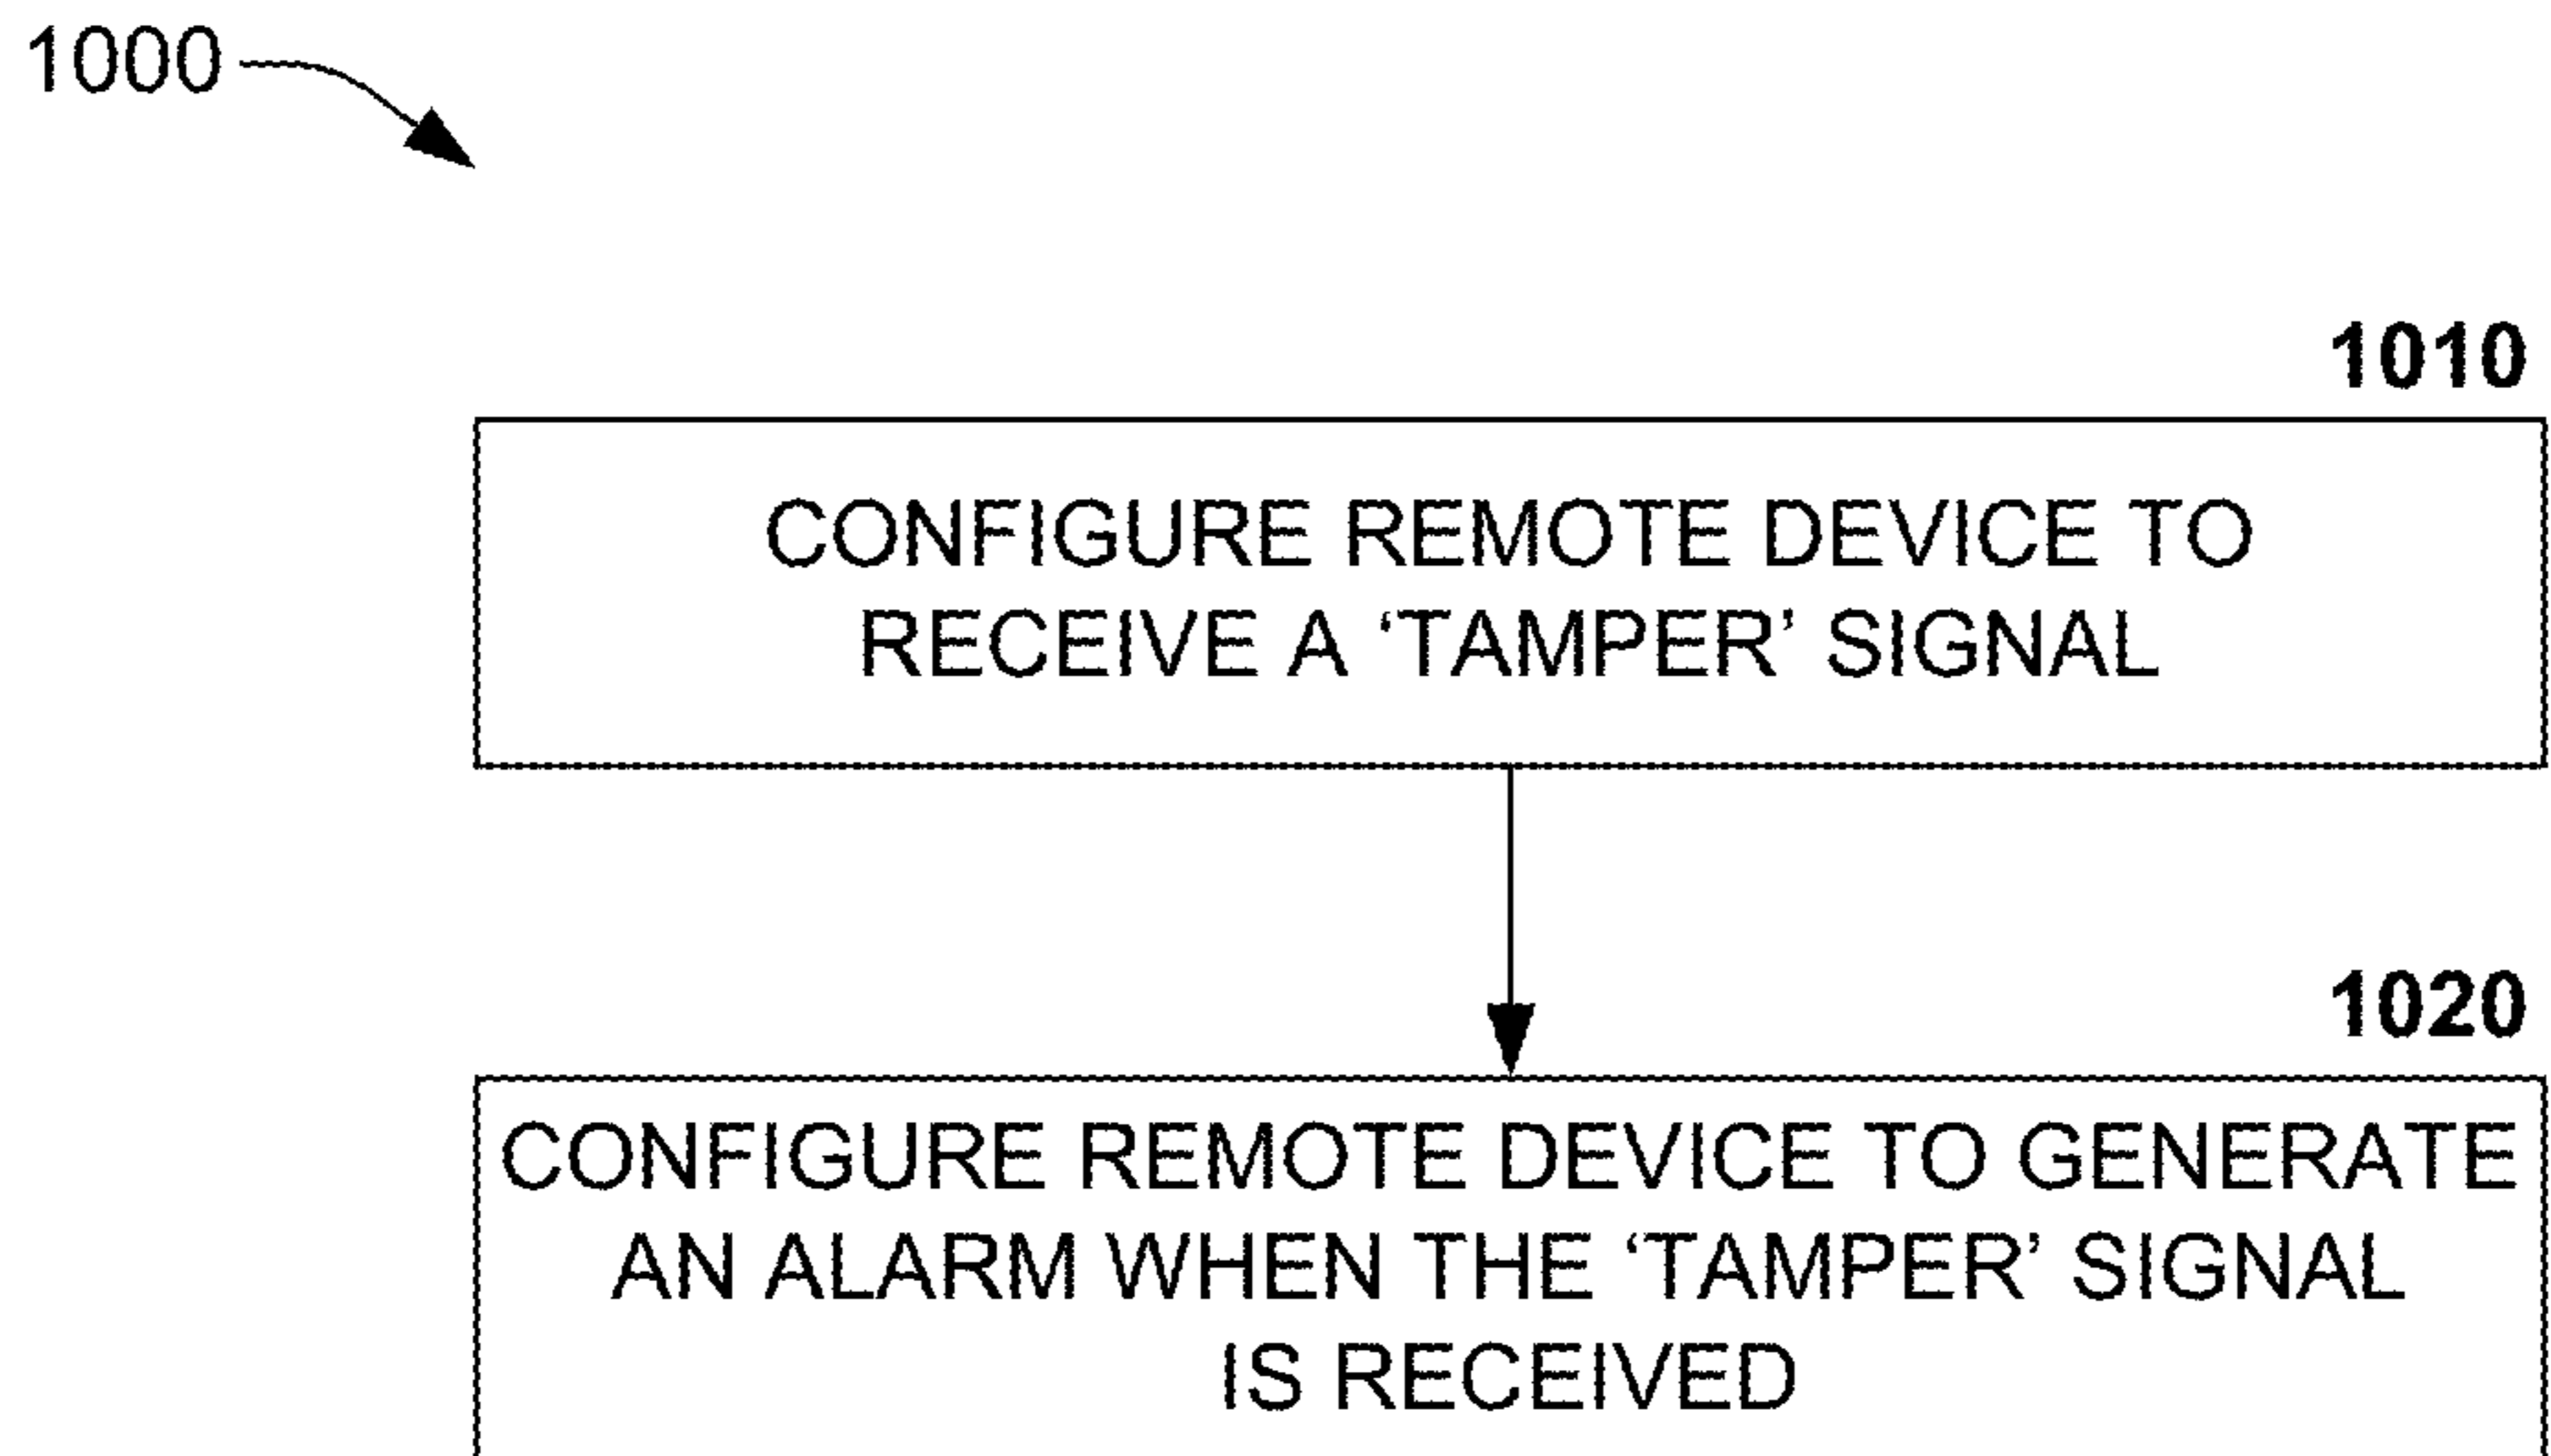 1000
1010
CONFIGURE REMOTE DEVICE TO
RECEIVE A ‘TAMPER’ SIGNAL
1020
CONFIGURE REMOTE DEVICE TO GENERATE
AN ALARM WHEN THE ‘TAMPER’ SIGNAL
IS RECEIVED